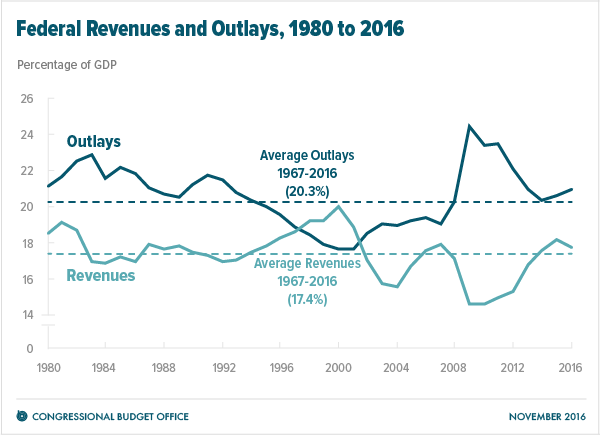 Federal Revenues and Outlays, 1980 to 2016
Percentage of GDP
26
24
22
20
18
16
14
0
Outlays
Average Outlays
1967-2016
(20.3%)
Revenues
Average Revenues
1967-2016
(17.4%)
1980 1984 1988 1992 1996 2000 2004 2008 2012 2016
CONGRESSIONAL BUDGET OFFICE NOVEMBER 2016